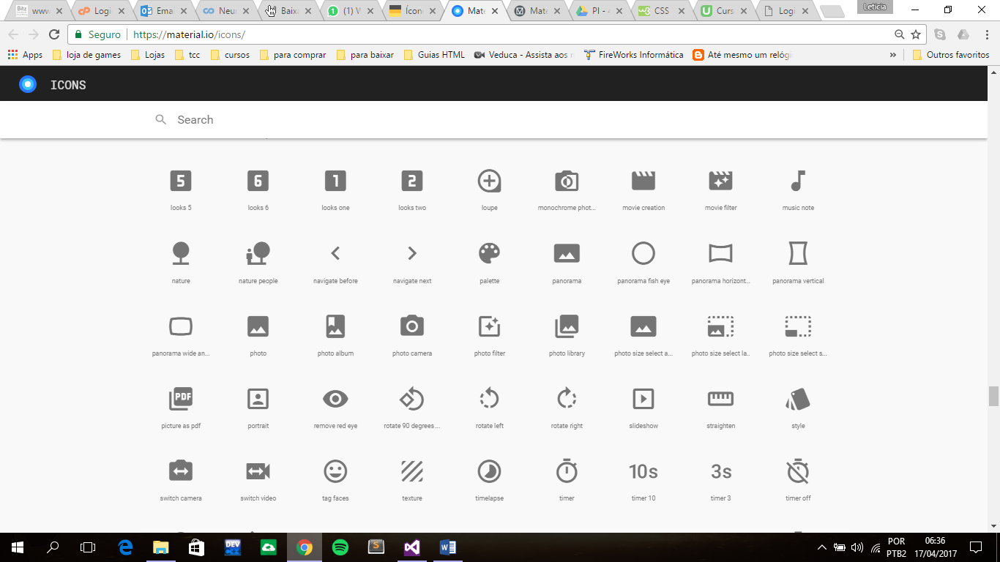 Bitz www. Logi Ema Neu Baixa (1) W Ícon Mate Mate PI - 4 CSS Curs Logi Leticia
Seguro https://material.io/icons/
Apps loja de games Lojas tcc cursos para comprar para baixar Guias HTML Veduca - Assista aos FireWorks Informática Até mesmo um relóg » Outros favoritos
ICONS
Search
5 6 1 2
looks 5 looks 6 looks one looks two loupe monochrome phot... movie creation movie filter music note
nature nature people navigate before navigate next palette panorama panorama fish eye panorama horizont... panorama vertical
panorama wide an... photo photo album photo camera photo filter photo library photo size select a... photo size select la.. photo size select s...
PDF
picture as pdf portrait remove red eye rotate 90 degrees ... rotate left rotate right slideshow straighten style
10s 3s
switch camera switch video tag faces texture timelapse timer timer 10 timer 3 timer off
DEV C++ S W POR 06:36
PTB2 17/04/2017